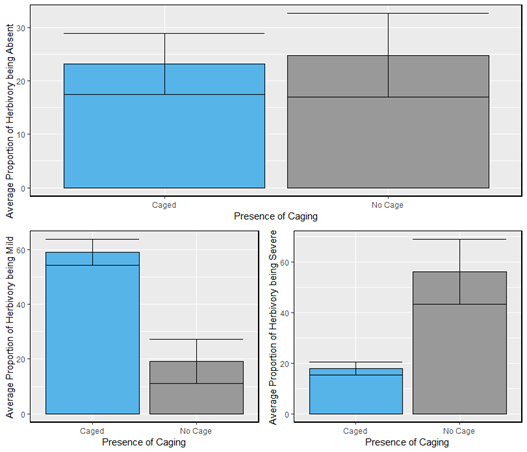 Average Proportion of Herbivory being Absent
30
20
10
0
Caged
No Cage
Presence of Caging
Average Proportion of Herbivory being Mild
60
40
20
0
Caged
No Cage
Presence of Caging
Average Proportion of Herbivory being Severe
60
40
20
0
Caged
No Cage
Presence of Caging